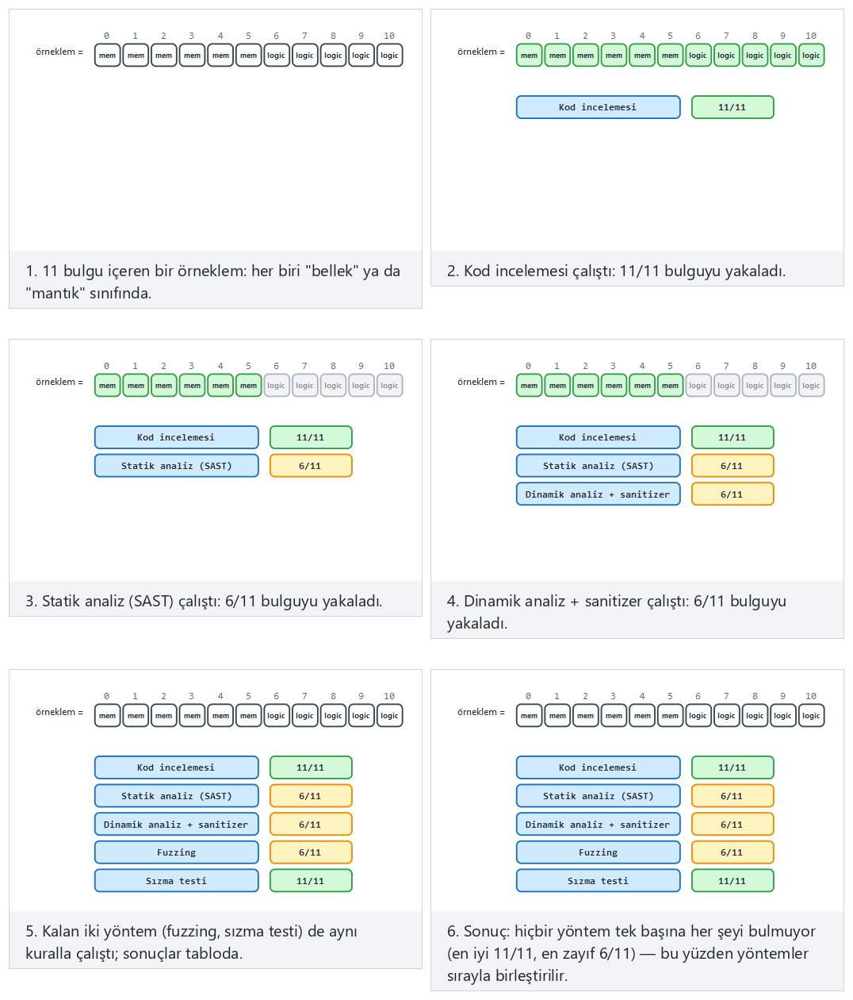 0 1 2 3 4 5 6 7 8 9 10
örneklem = mem mem mem mem mem mem logic logic logic logic logic
1. 11 bulgu içeren bir örneklem: her biri "bellek" ya da
"mantık" sınıfında.
0 1 2 3 4 5 6 7 8 9 10
örneklem = mem mem mem mem mem mem logic logic logic logic logic
Kod incelemesi 11/11
2. Kod incelemesi çalıştı: 11/11 bulguyu yakaladı.
0 1 2 3 4 5 6 7 8 9 10
örneklem = mem mem mem mem mem mem logic logic logic logic logic
Kod incelemesi 11/11
Statik analiz (SAST) 6/11
3. Statik analiz (SAST) çalıştı: 6/11 bulguyu yakaladı.
0 1 2 3 4 5 6 7 8 9 10
örneklem = mem mem mem mem mem mem logic logic logic logic logic
Kod incelemesi 11/11
Statik analiz (SAST) 6/11
Dinamik analiz + sanitizer 6/11
4. Dinamik analiz + sanitizer çalıştı: 6/11 bulguyu
yakaladı.
0 1 2 3 4 5 6 7 8 9 10
örneklem = mem mem mem mem mem mem logic logic logic logic logic
Kod incelemesi 11/11
Statik analiz (SAST) 6/11
Dinamik analiz + sanitizer 6/11
Fuzzing 6/11
Sızma testi 11/11
5. Kalan iki yöntem (fuzzing, sızma testi) de aynı
kuralla çalıştı; sonuçlar tabloda.
0 1 2 3 4 5 6 7 8 9 10
örneklem = mem mem mem mem mem mem logic logic logic logic logic
Kod incelemesi 11/11
Statik analiz (SAST) 6/11
Dinamik analiz + sanitizer 6/11
Fuzzing 6/11
Sızma testi 11/11
6. Sonuç: hiçbir yöntem tek başına her şeyi bulmuyor
(en iyi 11/11, en zayıf 6/11) — bu yüzden yöntemler
sırayla birleştirilir.